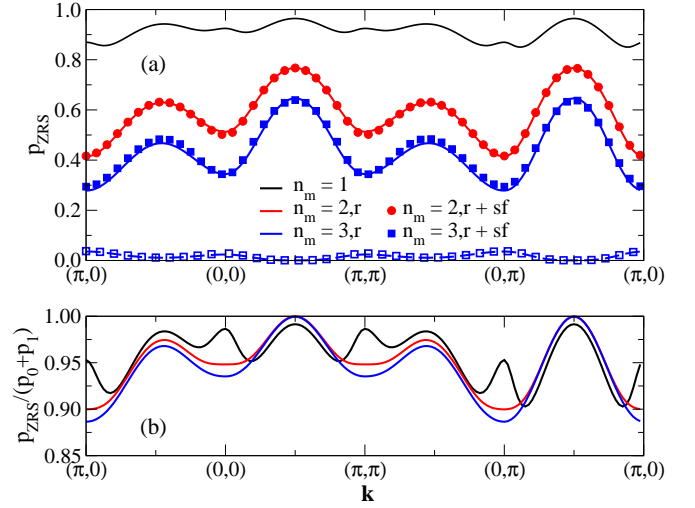 1.0
0.8
0.6
0.4
0.2
0.0
p_ZRS
(a)
n_m = 1
n_m = 2,r
n_m = 2,r + sf
n_m = 3,r
n_m = 3,r + sf
(π,0) (0,0) (π,π) (0,π) (π,0)
1.00
0.95
0.90
0.85
p_ZRS/(p_0+p_1)
(b)
(π,0) (0,0) (π,π) (0,π) (π,0)
k